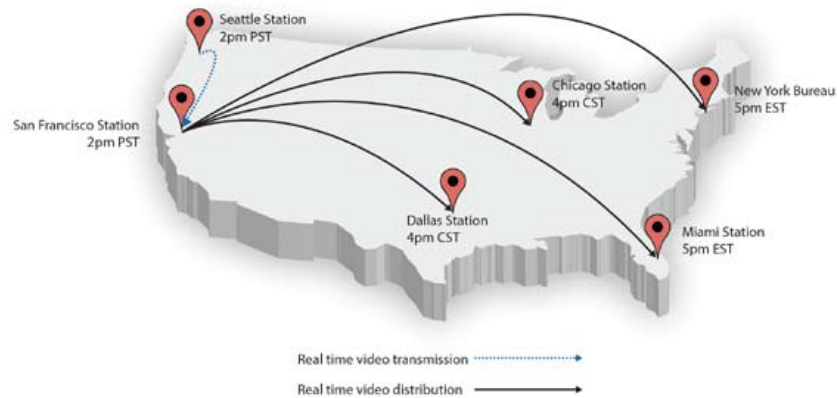 Seattle Station
2pm PST
Chicago Station
4pm CST
New York Bureau
5pm EST
San Francisco Station
2pm PST
Dallas Station
4pm CST
Miami Station
5pm EST
Real time video transmission
Real time video distribution